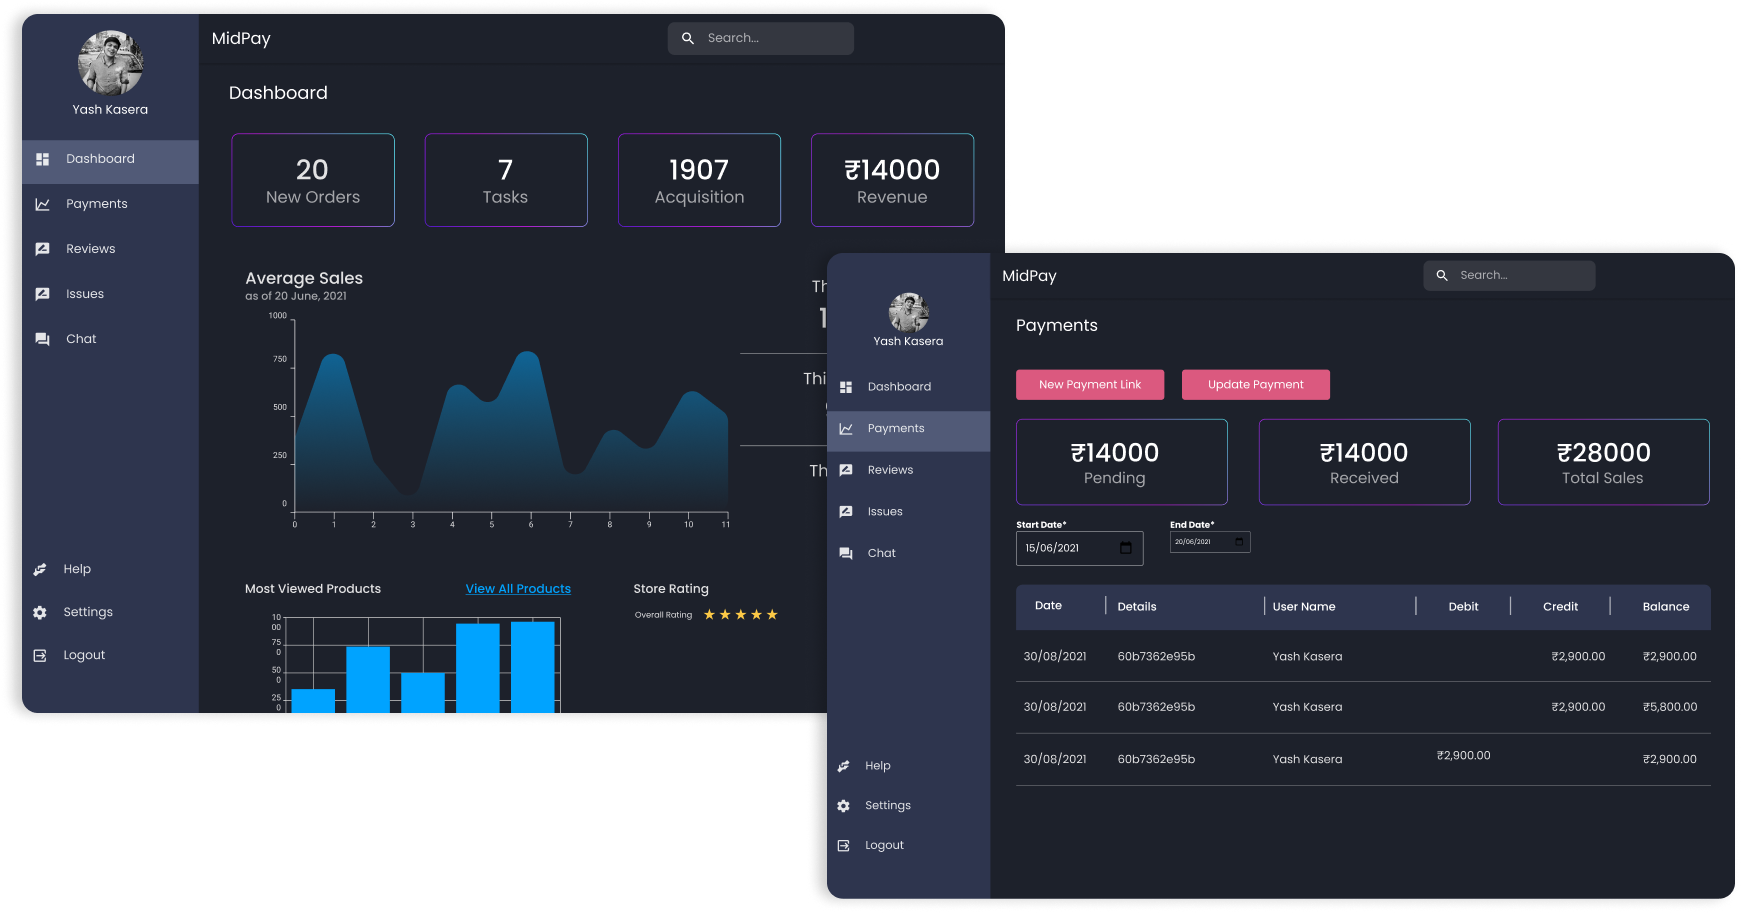 MidPay
Search...
Yash Kasera
Dashboard
Payments
Reviews
Issues
Chat
Help
Settings
Logout
Dashboard
20
New Orders
7
Tasks
1907
Acquisition
₹14000
Revenue
Average Sales
as of 20 June, 2021
1000
750
500
250
0
0 1 2 3 4 5 6 7 8 9 10 11
Most Viewed Products
View All Products
10
00
75
0
50
0
25
0
Store Rating
Overall Rating
MidPay
Search...
Yash Kasera
Dashboard
Payments
Reviews
Issues
Chat
Help
Settings
Logout
Payments
New Payment Link
Update Payment
₹14000
Pending
₹14000
Received
₹28000
Total Sales
Start Date*
15/06/2021
End Date*
20/06/2021
Date Details User Name Debit Credit Balance
30/08/2021 60b7362e95b Yash Kasera ₹2,900.00 ₹2,900.00
30/08/2021 60b7362e95b Yash Kasera ₹2,900.00 ₹5,800.00
30/08/2021 60b7362e95b Yash Kasera ₹2,900.00 ₹2,900.00